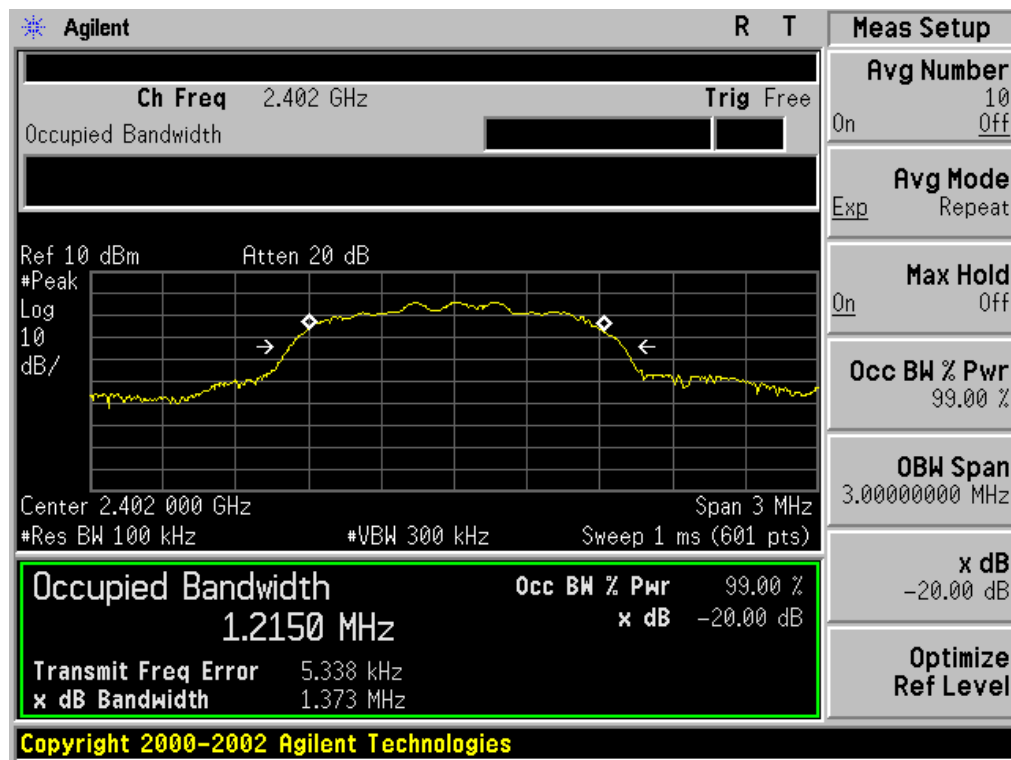 Agilent R T
Ch Freq 2.402 GHz Trig Free
Occupied Bandwidth
Ref 10 dBm Atten 20 dB
#Peak
Log
10
dB/
Center 2.402 000 GHz Span 3 MHz
#Res BW 100 kHz #VBW 300 kHz Sweep 1 ms (601 pts)
Occupied Bandwidth Occ BW % Pwr 99.00 %
1.2150 MHz x dB -20.00 dB
Transmit Freq Error 5.338 kHz
x dB Bandwidth 1.373 MHz
Copyright 2000-2002 Agilent Technologies
Meas Setup
Avg Number
10
On Off
Avg Mode
Exp Repeat
Max Hold
On Off
Occ BW % Pwr
99.00 %
OBW Span
3.00000000 MHz
x dB
-20.00 dB
Optimize
Ref Level